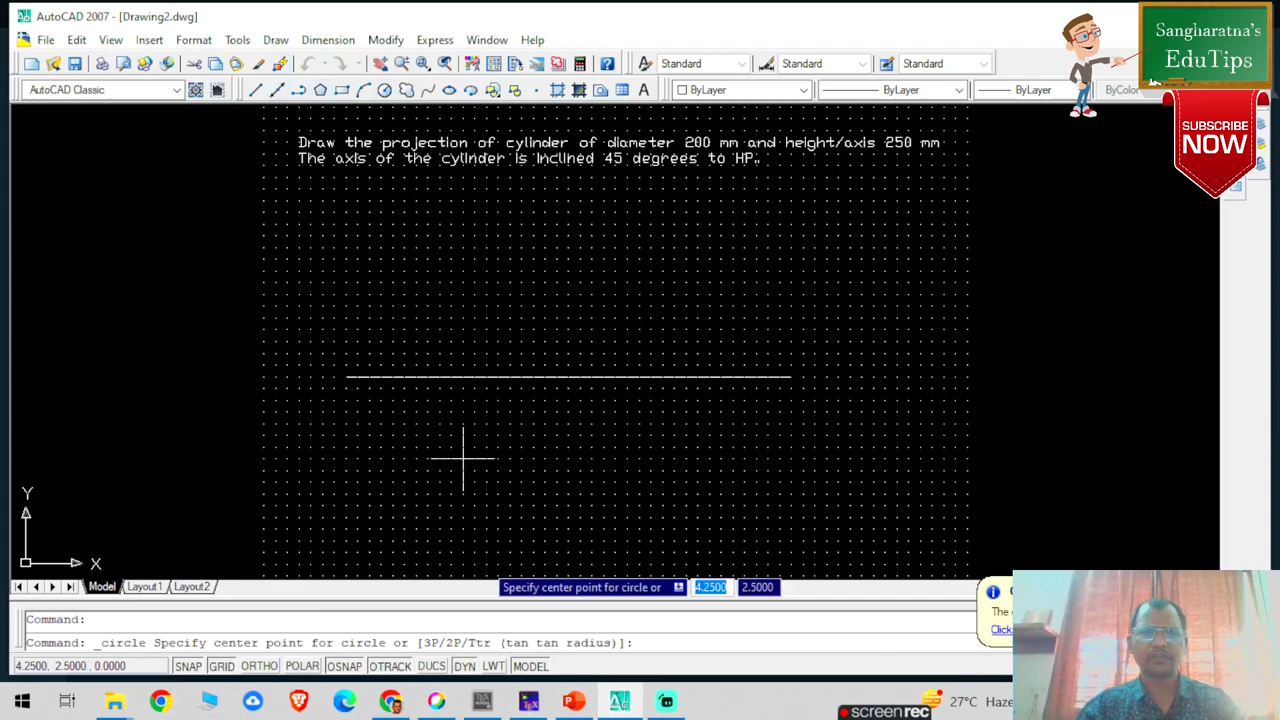 AutoCAD 2007 - [Drawing2.dwg]
File Edit View Insert Format Tools Draw Dimension Modify Express Window Help
Standard Standard Standard
AutoCAD Classic ByLayer ByLayer ByLayer ByColor
Sangharatna's
EduTips
SUBSCRIBE
NOW
Draw the projection of cylinder of diameter 200 mm and height/axis 250 mm
The axis of the cylinder is inclined 45 degrees to HP..
Y
X
Model Layout1 Layout2
Specify center point for circle or 4.2500 2.5000
Command:
Command: _circle Specify center point for circle or [3P/2P/Ttr (tan tan radius)]:
The
Click
4.2500, 2.5000, 0.0000 SNAP GRID ORTHO POLAR OSNAP OTRACK DUCS DYN LWT MODEL
27°C Haze
screenrec